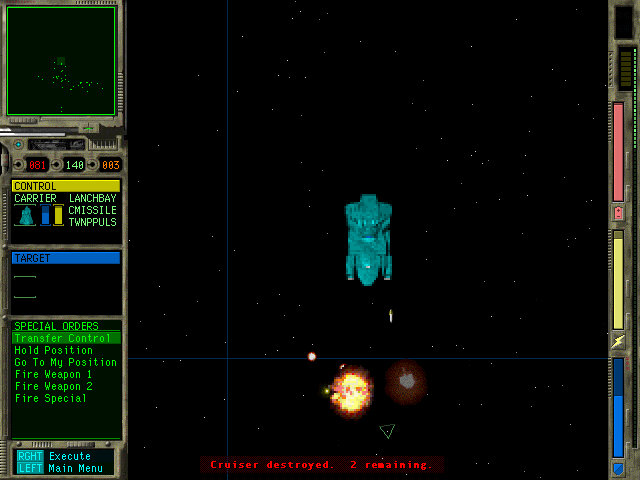 081 140 003
CONTROL
CARRIER LANCHBAY
CMISSILE
TWNPPULS
TARGET
SPECIAL ORDERS
Transfer Control
Hold Position
Go To My Position
Fire Weapon 1
Fire Weapon 2
Fire Special
RGHT Execute
LEFT Main Menu
Cruiser destroyed. 2 remaining.